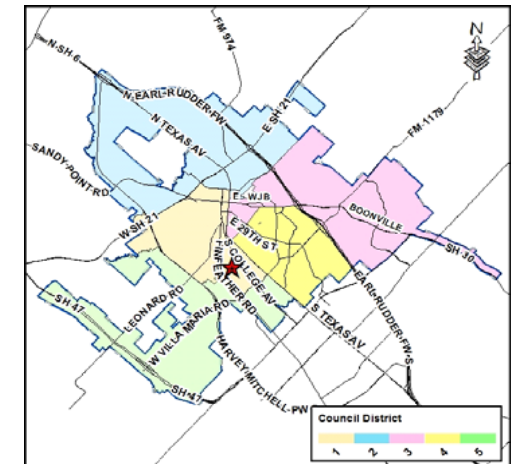 FM 974
N
N-SH-6
N-EARL-RUDDER-FW
E SH 21
N TEXAS AV
FM 1179
SANDY-POINT-RD
E WJB
BOONVILLE
W-SH 21
E 29TH ST
SH 30
S COLLEGE AV
FINFEATHER RD
EARL-RUDDER-FW-S
LEONARD RD
SH 47
W VILLA MARIA RD
S TEXAS AV
HARVEY-MITCHELL-PW
SH-47
Council District
1 2 3 4 5